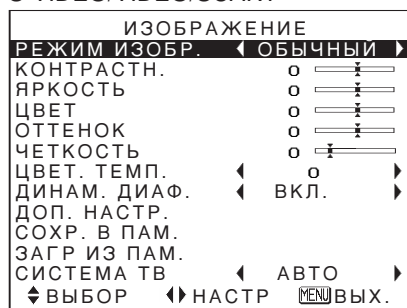 ИЗОБРАЖЕНИЕ
РЕЖИМ ИЗОБР. ОБЫЧНЫЙ
КОНТРАСТН. 0
ЯРКОСТЬ 0
ЦВЕТ 0
ОТТЕНОК 0
ЧЕТКОСТЬ 0
ЦВЕТ. ТЕМП. 0
ДИНАМ. ДИАФ. ВКЛ.
ДОП. НАСТР.
СОХР. В ПАМ.
ЗАГР ИЗ ПАМ.
СИСТЕМА ТВ АВТО
ВЫБОР НАСТР MENU ВЫХ.